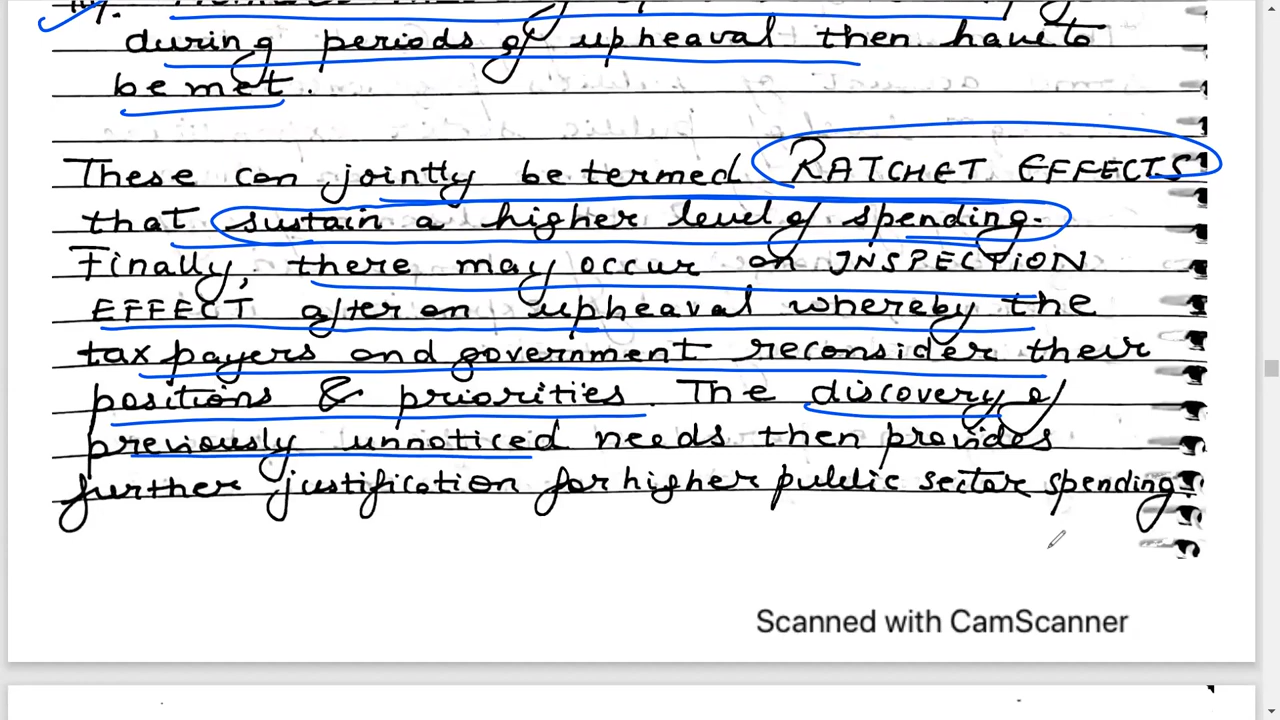 during periods of upheaval then have to
be met.
These can jointly be termed RATCHET EFFECTS
that sustain a higher level of spending.
Finally, there may occur an INSPECTION
EFFECT after an upheaval whereby the
tax payers and government reconsider their
positions & priorities. The discovery of
previously unnoticed needs then provides
further justification for higher public sector spending.
Scanned with CamScanner